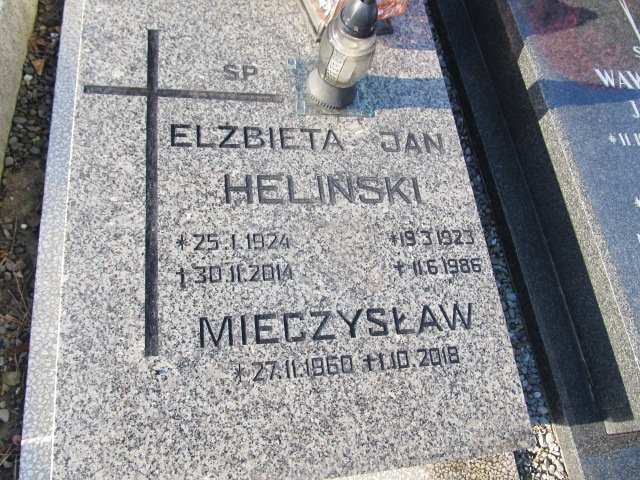 SP
ELŻBIETA JAN
HELIŃSKI
*25.1.1924 *19.3.1923
†30.11.2014 †11.6.1986
MIECZYSŁAW
*27.11.1960 †1.10.2018